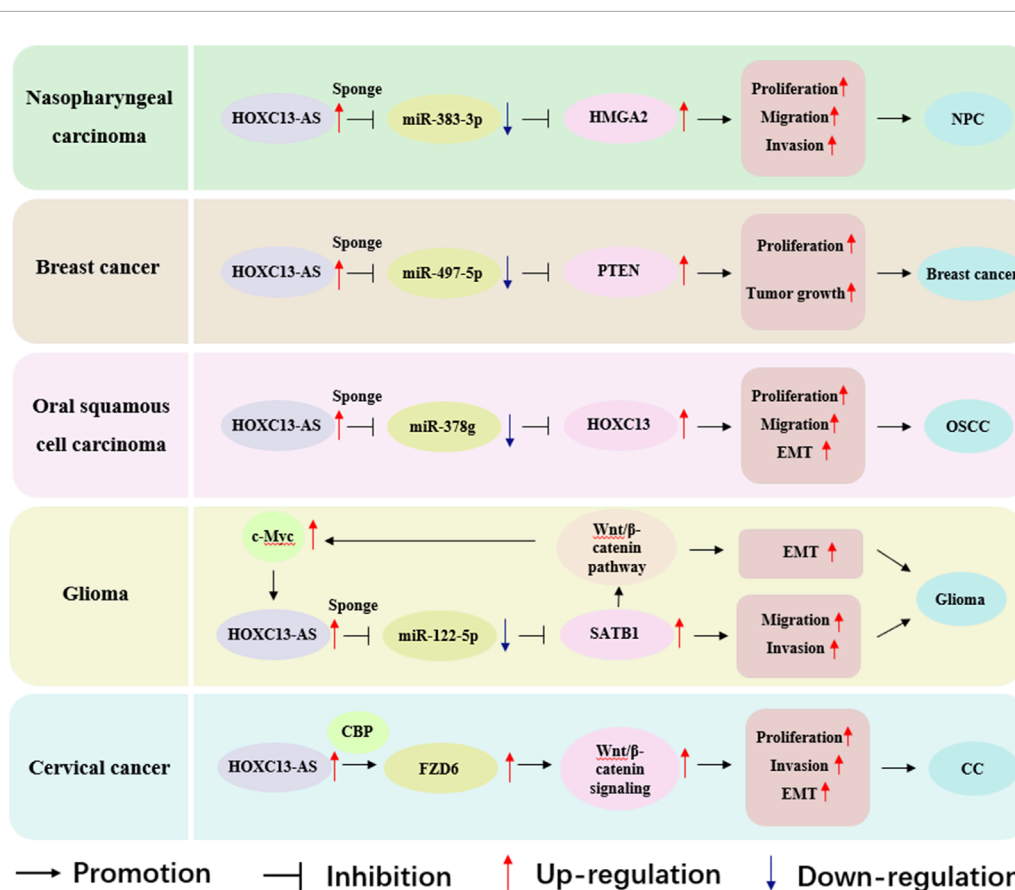 Nasopharyngeal
carcinoma
HOXC13-AS
Sponge
miR-383-3p
HMGA2
Proliferation
Migration
Invasion
NPC
Breast cancer
HOXC13-AS
Sponge
miR-497-5p
PTEN
Proliferation
Tumor growth
Breast cancer
Oral squamous
cell carcinoma
HOXC13-AS
Sponge
miR-378g
HOXC13
Proliferation
Migration
EMT
OSCC
Glioma
c-Myc
Wnt/β-
catenin
pathway
EMT
HOXC13-AS
Sponge
miR-122-5p
SATB1
Migration
Invasion
Glioma
Cervical cancer
HOXC13-AS
CBP
FZD6
Wnt/β-
catenin
signaling
Proliferation
Invasion
EMT
CC
Promotion
Inhibition
Up-regulation
Down-regulation